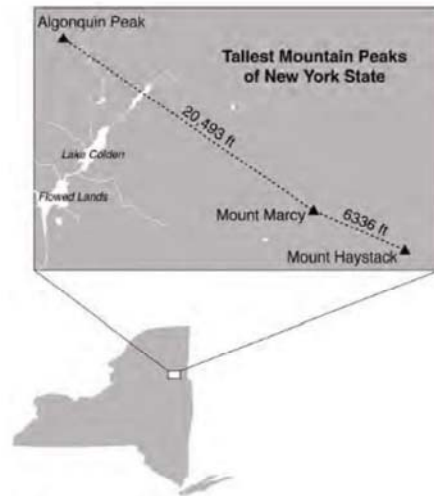 Algonquin Peak
Tallest Mountain Peaks
of New York State
20,493 ft
Lake Colden
Flowed Lands
Mount Marcy
6336 ft
Mount Haystack